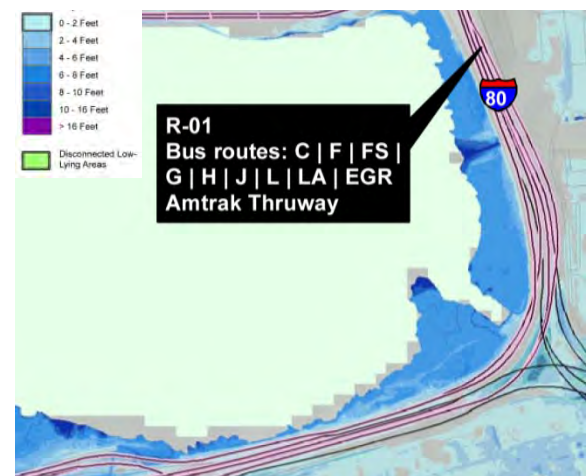 0 - 2 Feet
2 - 4 Feet
4 - 6 Feet
6 - 8 Feet
8 - 10 Feet
10 - 16 Feet
> 16 Feet
Disconnected Low-
Lying Areas
80
R-01
Bus routes: C | F | FS |
G | H | J | L | LA | EGR
Amtrak Thruway